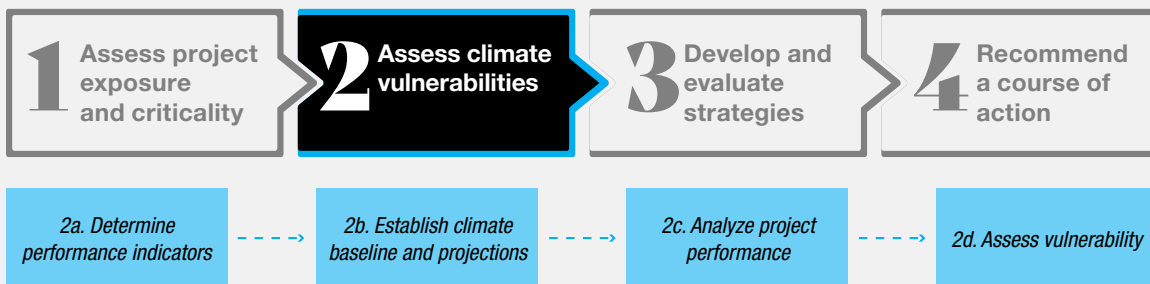 1
Assess project
exposure
and criticality
2
Assess climate
vulnerabilities
3
Develop and
evaluate
strategies
4
Recommend
a course of
action
2a. Determine
performance indicators
2b. Establish climate
baseline and projections
2c. Analyze project
performance
2d. Assess vulnerability